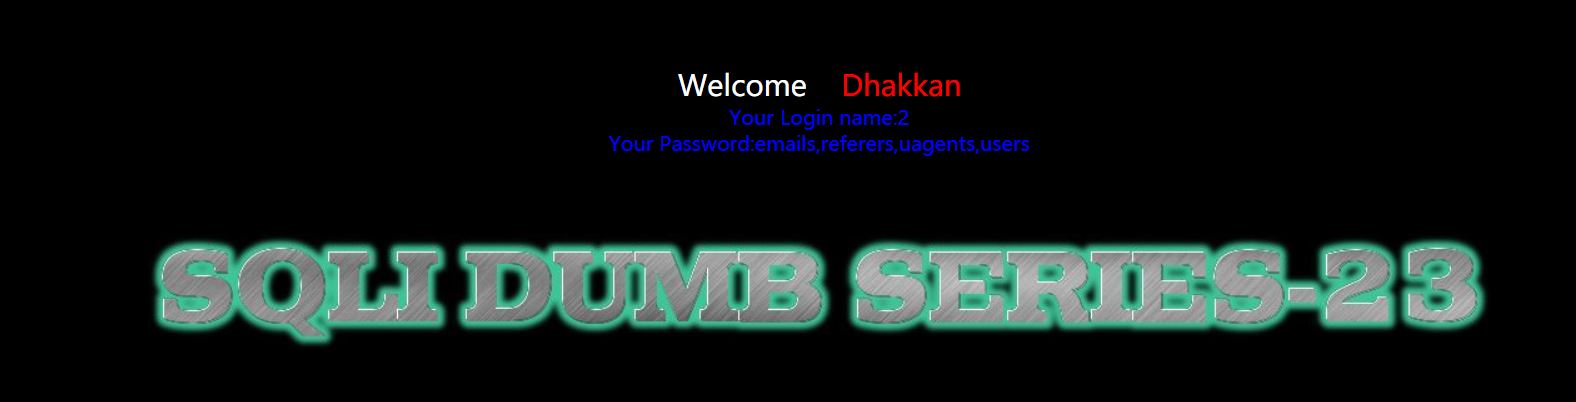 Welcome Dhakkan
Your Login name:2
Your Password:emails,referers,uagents,users
SQLI DUMB SERIES-23